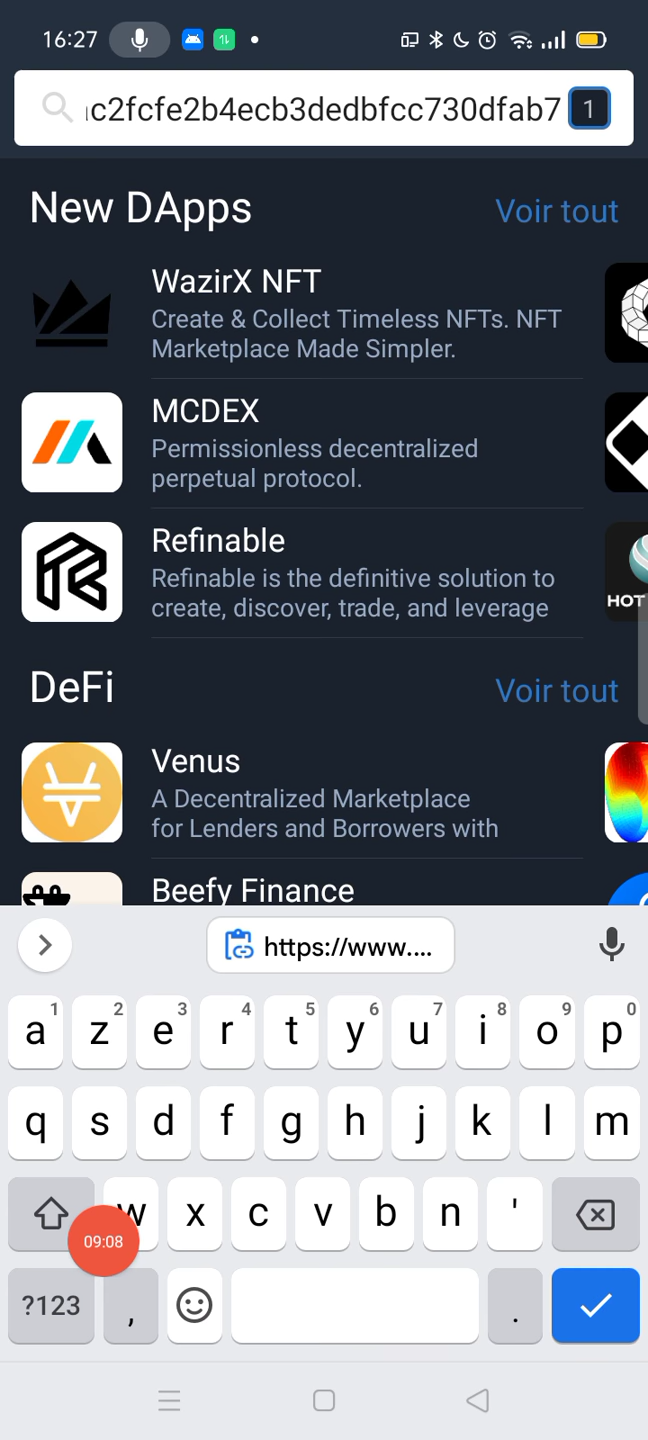 16:27
c2fcfe2b4ecb3dedbfcc730dfab7 1
New DApps Voir tout
WazirX NFT
Create & Collect Timeless NFTs. NFT
Marketplace Made Simpler.
MCDEX
Permissionless decentralized
perpetual protocol.
Refinable
Refinable is the definitive solution to
create, discover, trade, and leverage
HOT
DeFi Voir tout
Venus
A Decentralized Marketplace
for Lenders and Borrowers with
Beefy Finance
https://www....
1 2 3 4 5 6 7 8 9 0
a z e r t y u i o p
q s d f g h j k l m
w x c v b n '
09:08
?123 , .